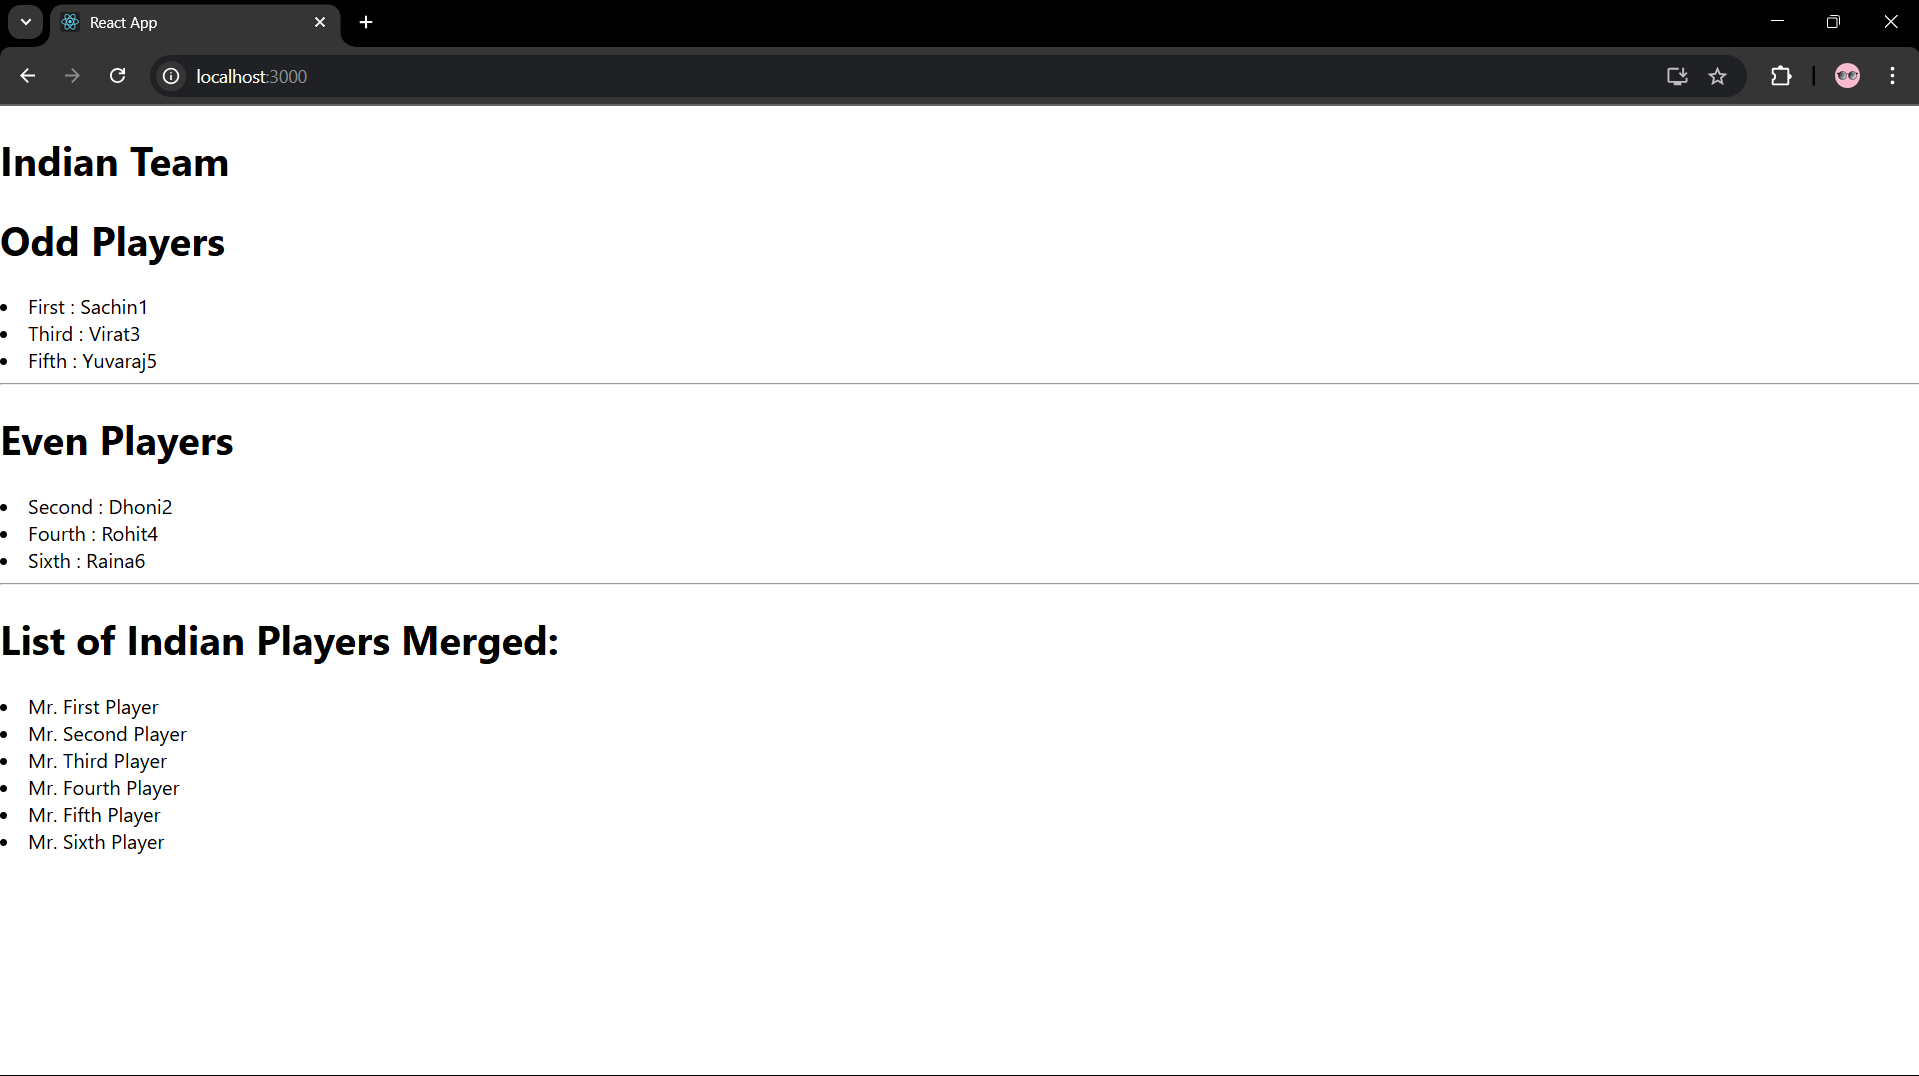 React App
localhost:3000
Indian Team
Odd Players
First : Sachin1
Third : Virat3
Fifth : Yuvaraj5
Even Players
Second : Dhoni2
Fourth : Rohit4
Sixth : Raina6
List of Indian Players Merged:
Mr. First Player
Mr. Second Player
Mr. Third Player
Mr. Fourth Player
Mr. Fifth Player
Mr. Sixth Player